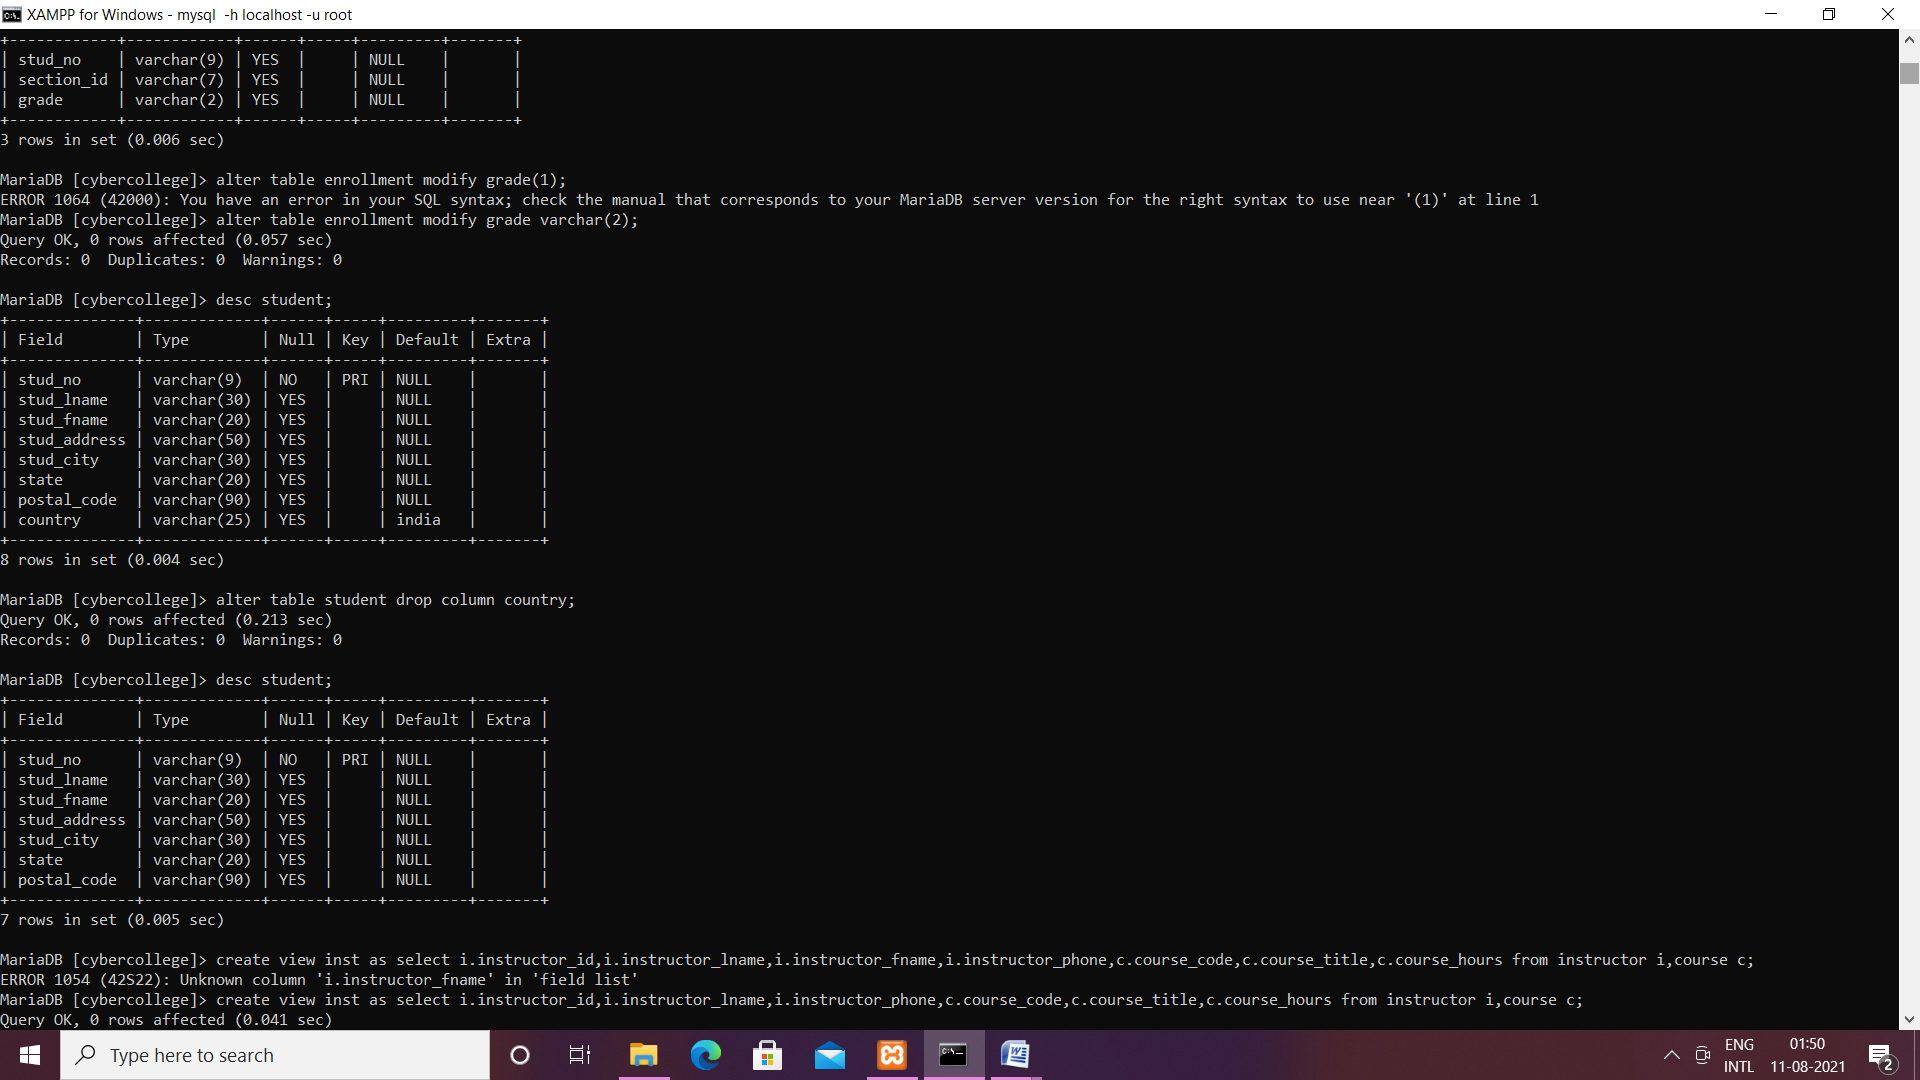 XAMPP for Windows - mysql  -h localhost -u root
+------------+------------+------+-----+---------+-------+
| stud_no    | varchar(9) | YES  |     | NULL    |       |
| section_id | varchar(7) | YES  |     | NULL    |       |
| grade      | varchar(2) | YES  |     | NULL    |       |
+------------+------------+------+-----+---------+-------+
3 rows in set (0.006 sec)
MariaDB [cybercollege]> alter table enrollment modify grade(1);
ERROR 1064 (42000): You have an error in your SQL syntax; check the manual that corresponds to your MariaDB server version for the right syntax to use near '(1)' at line 1
MariaDB [cybercollege]> alter table enrollment modify grade varchar(2);
Query OK, 0 rows affected (0.057 sec)
Records: 0  Duplicates: 0  Warnings: 0
MariaDB [cybercollege]> desc student;
+--------------+-------------+------+-----+---------+-------+
| Field        | Type        | Null | Key | Default | Extra |
+--------------+-------------+------+-----+---------+-------+
| stud_no      | varchar(9)  | NO   | PRI | NULL    |       |
| stud_lname   | varchar(30) | YES  |     | NULL    |       |
| stud_fname   | varchar(20) | YES  |     | NULL    |       |
| stud_address | varchar(50) | YES  |     | NULL    |       |
| stud_city    | varchar(30) | YES  |     | NULL    |       |
| state        | varchar(20) | YES  |     | NULL    |       |
| postal_code  | varchar(90) | YES  |     | NULL    |       |
| country      | varchar(25) | YES  |     | india   |       |
+--------------+-------------+------+-----+---------+-------+
8 rows in set (0.004 sec)
MariaDB [cybercollege]> alter table student drop column country;
Query OK, 0 rows affected (0.213 sec)
Records: 0  Duplicates: 0  Warnings: 0
MariaDB [cybercollege]> desc student;
+--------------+-------------+------+-----+---------+-------+
| Field        | Type        | Null | Key | Default | Extra |
+--------------+-------------+------+-----+---------+-------+
| stud_no      | varchar(9)  | NO   | PRI | NULL    |       |
| stud_lname   | varchar(30) | YES  |     | NULL    |       |
| stud_fname   | varchar(20) | YES  |     | NULL    |       |
| stud_address | varchar(50) | YES  |     | NULL    |       |
| stud_city    | varchar(30) | YES  |     | NULL    |       |
| state        | varchar(20) | YES  |     | NULL    |       |
| postal_code  | varchar(90) | YES  |     | NULL    |       |
+--------------+-------------+------+-----+---------+-------+
7 rows in set (0.005 sec)
MariaDB [cybercollege]> create view inst as select i.instructor_id,i.instructor_lname,i.instructor_fname,i.instructor_phone,c.course_code,c.course_title,c.course_hours from instructor i,course c;
ERROR 1054 (42S22): Unknown column 'i.instructor_fname' in 'field list'
MariaDB [cybercollege]> create view inst as select i.instructor_id,i.instructor_lname,i.instructor_phone,c.course_code,c.course_title,c.course_hours from instructor i,course c;
Query OK, 0 rows affected (0.041 sec)
Type here to search
ENG
INTL
01:50
11-08-2021
2